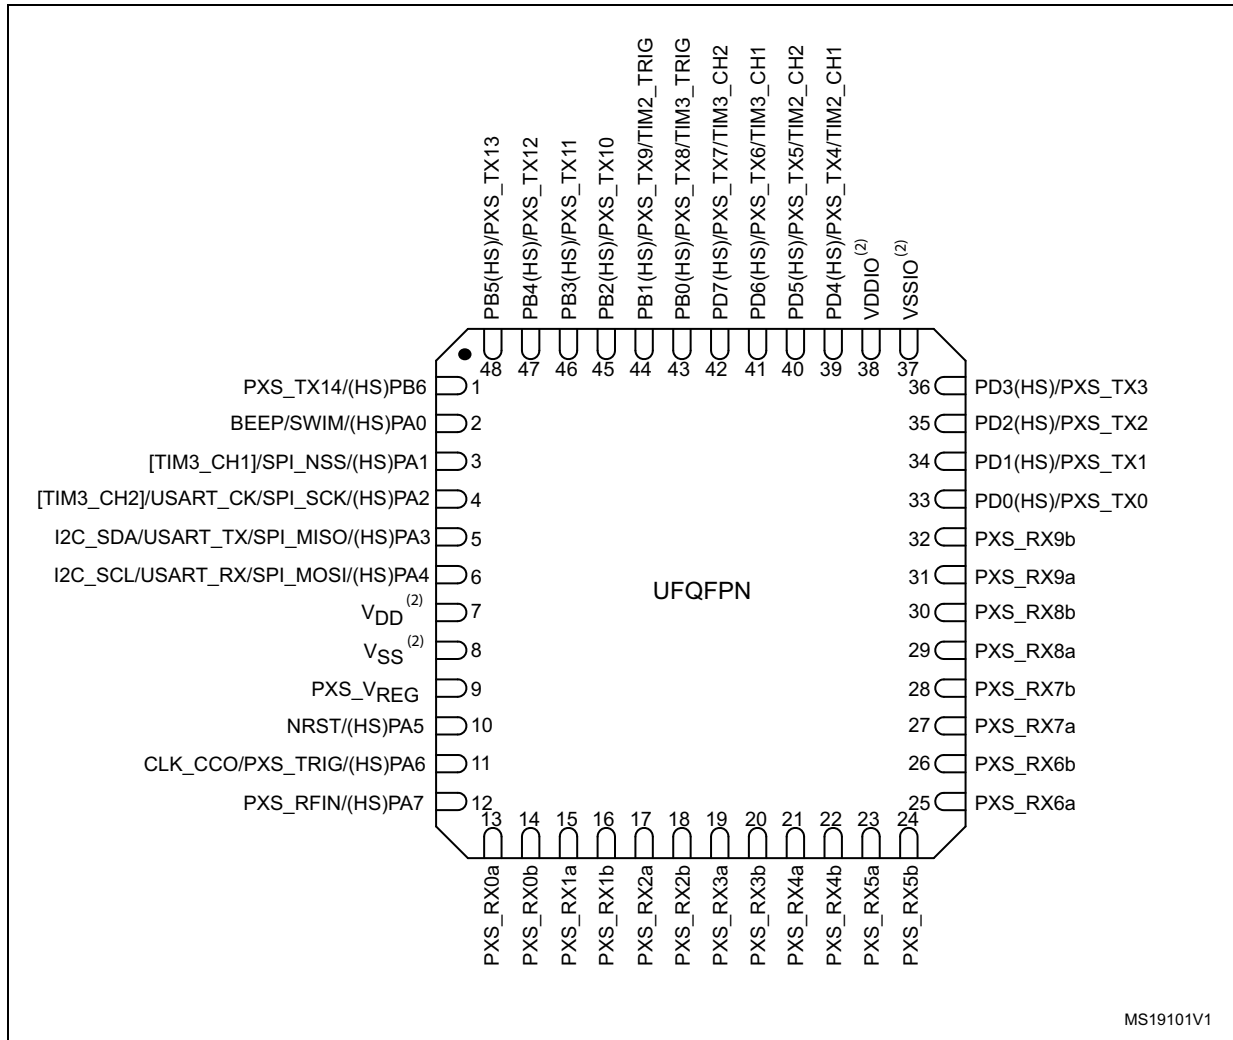 PB5(HS)/PXS_TX13
PB4(HS)/PXS_TX12
PB3(HS)/PXS_TX11
PB2(HS)/PXS_TX10
PB1(HS)/PXS_TX9/TIM2_TRIG
PB0(HS)/PXS_TX8/TIM3_TRIG
PD7(HS)/PXS_TX7/TIM3_CH2
PD6(HS)/PXS_TX6/TIM3_CH1
PD5(HS)/PXS_TX5/TIM2_CH2
PD4(HS)/PXS_TX4/TIM2_CH1
VDDIO(2)
VSSIO(2)
48 47 46 45 44 43 42 41 40 39 38 37
PXS_TX14/(HS)PB6 1
BEEP/SWIM/(HS)PA0 2
[TIM3_CH1]/SPI_NSS/(HS)PA1 3
[TIM3_CH2]/USART_CK/SPI_SCK/(HS)PA2 4
I2C_SDA/USART_TX/SPI_MISO/(HS)PA3 5
I2C_SCL/USART_RX/SPI_MOSI/(HS)PA4 6
VDD (2) 7
VSS (2) 8
PXS_VREG 9
NRST/(HS)PA5 10
CLK_CCO/PXS_TRIG/(HS)PA6 11
PXS_RFIN/(HS)PA7 12
UFQFPN
36 PD3(HS)/PXS_TX3
35 PD2(HS)/PXS_TX2
34 PD1(HS)/PXS_TX1
33 PD0(HS)/PXS_TX0
32 PXS_RX9b
31 PXS_RX9a
30 PXS_RX8b
29 PXS_RX8a
28 PXS_RX7b
27 PXS_RX7a
26 PXS_RX6b
25 PXS_RX6a
13 14 15 16 17 18 19 20 21 22 23 24
PXS_RX0a
PXS_RX0b
PXS_RX1a
PXS_RX1b
PXS_RX2a
PXS_RX2b
PXS_RX3a
PXS_RX3b
PXS_RX4a
PXS_RX4b
PXS_RX5a
PXS_RX5b
MS19101V1